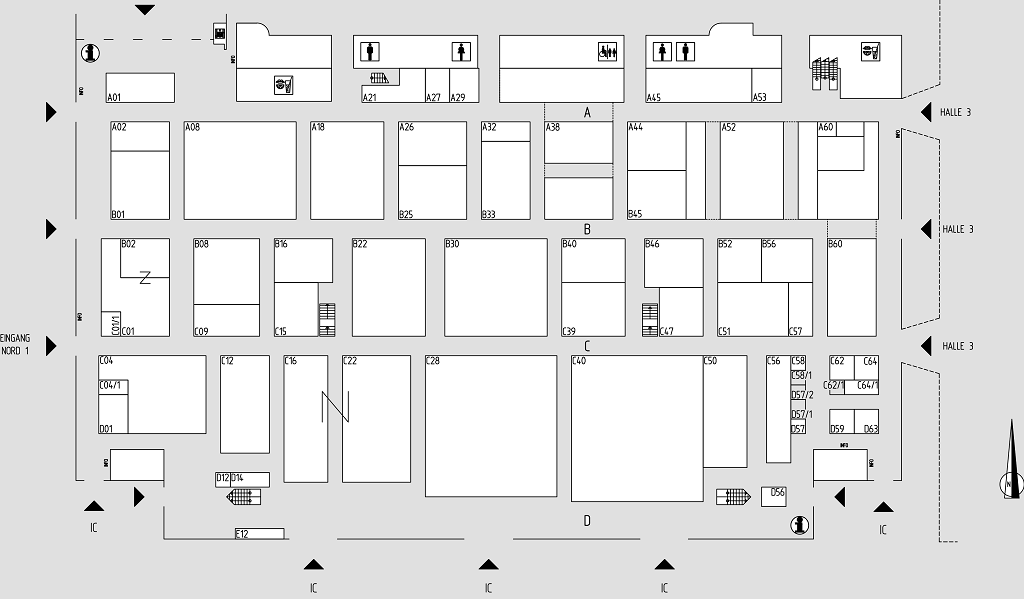 INFO
INFO
A01
A21
A27
A29
A45
A53
A
HALLE 3
A02
A08
A18
A26
A32
A38
A44
A52
A60
INFO
B01
B25
B33
B45
B
HALLE 3
B02
B08
B16
B22
B30
B40
B46
B52
B56
B60
INFO
C01/1
C01
C09
C15
C39
C47
C51
C57
EINGANG
NORD 1
C
HALLE 3
C04
C12
C16
C22
C28
C40
C50
C56
C58
C62
C64
C58/1
C04/1
C62/1
C64/1
D57/2
D57/1
D01
D57
D59
D63
INFO
INFO
INFO
D12
D14
D56
N
IC
D
IC
E12
IC
IC
IC